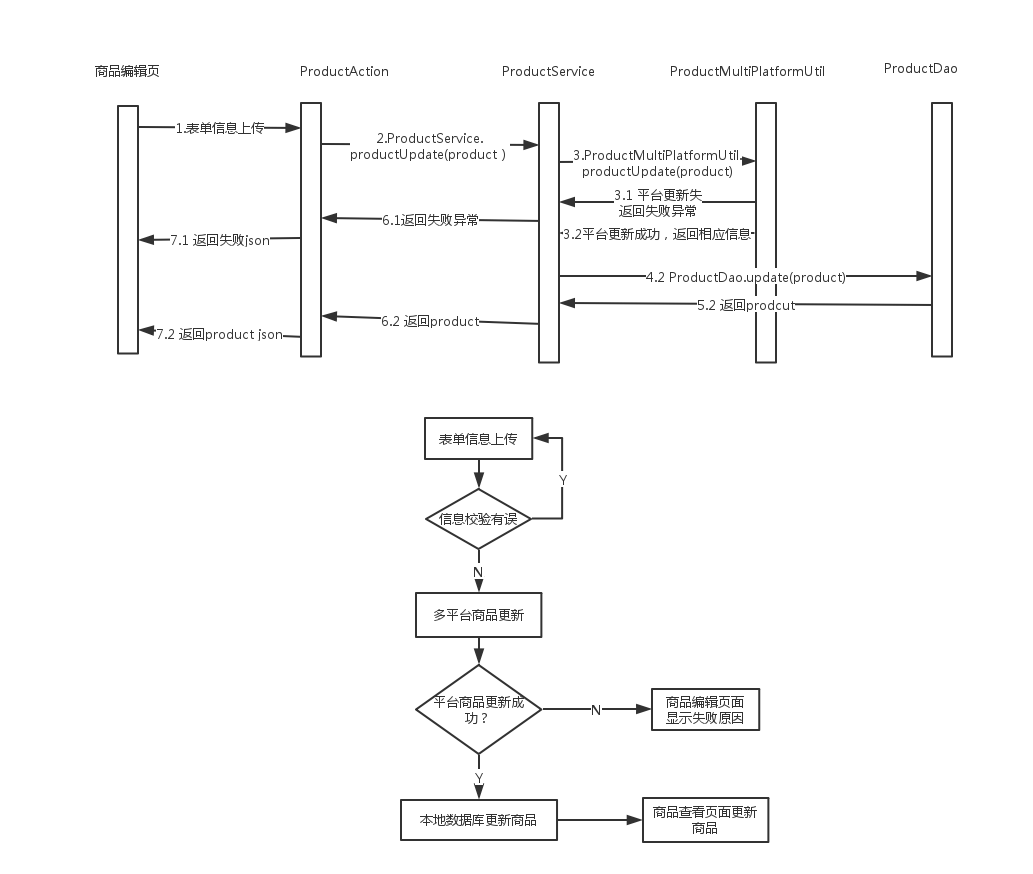 商品编辑页
ProductAction
ProductService
ProductMultiPlatformUtil
ProductDao
1.表单信息上传
2.ProductService.
productUpdate(product )
3.ProductMultiPlatformUtil.
productUpdate(product)
3.1 平台更新失
返回失败异常
6.1返回失败异常
3.2平台更新成功，返回相应信息
7.1 返回失败json
4.2 ProductDao.update(product)
5.2 返回prodcut
6.2 返回product
7.2 返回product json
表单信息上传
Y
信息校验有误
N
多平台商品更新
平台商品更新成
功？
N
商品编辑页面
显示失败原因
Y
本地数据库更新商品
商品查看页面更新
商品